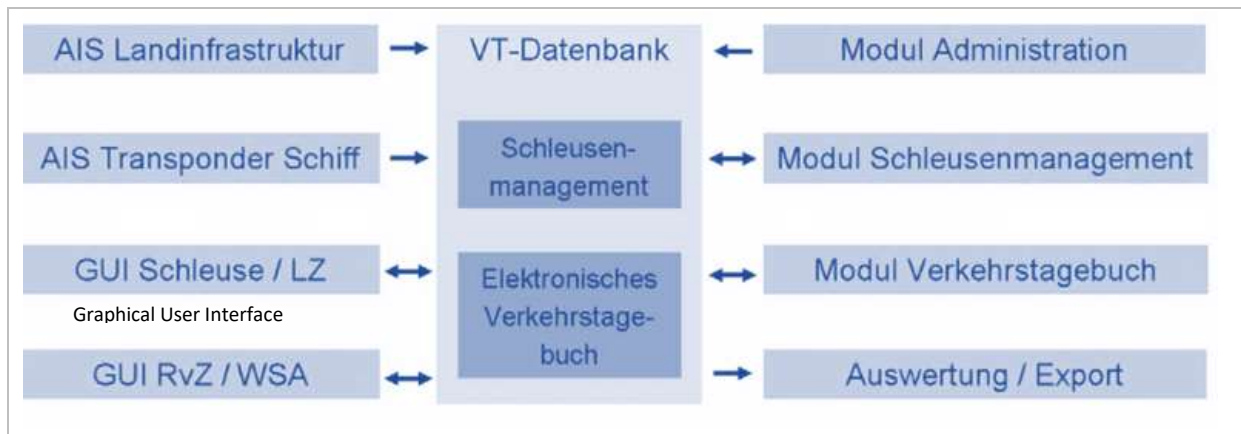 AIS Landinfrastruktur
AIS Transponder Schiff
GUI Schleuse / LZ
Graphical User Interface
GUI RvZ / WSA
VT-Datenbank
Schleusen-
management
Elektronisches
Verkehrstage-
buch
Modul Administration
Modul Schleusenmanagement
Modul Verkehrstagebuch
Auswertung / Export